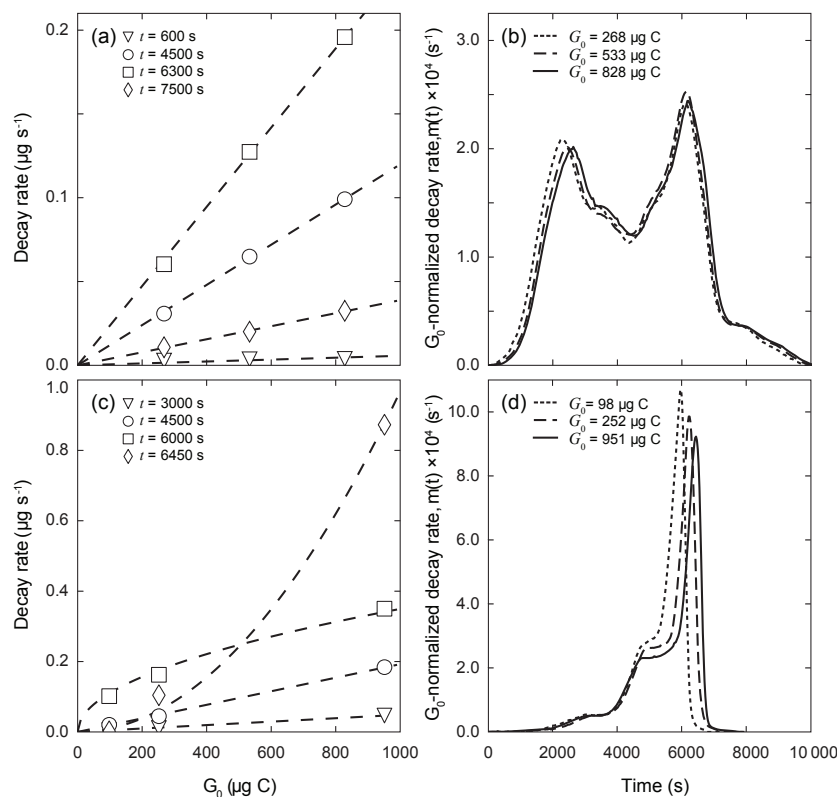 (a)
t = 600 s
t = 4500 s
t = 6300 s
t = 7500 s
Decay rate (µg s⁻¹)
0.2
0.1
0.0
(b)
G₀ = 268 µg C
G₀ = 533 µg C
G₀ = 828 µg C
G₀-normalized decay rate,m(t) ×10⁴ (s⁻¹)
3.0
2.0
1.0
0.0
(c)
t = 3000 s
t = 4500 s
t = 6000 s
t = 6450 s
Decay rate (µg s⁻¹)
1.0
0.8
0.6
0.4
0.2
0.0
0 200 400 600 800 1000
G₀ (µg C)
(d)
G₀ = 98 µg C
G₀ = 252 µg C
G₀ = 951 µg C
G₀-normalized decay rate, m(t) ×10⁴ (s⁻¹)
10.0
8.0
6.0
4.0
2.0
0.0
0 2000 4000 6000 8000 10 000
Time (s)